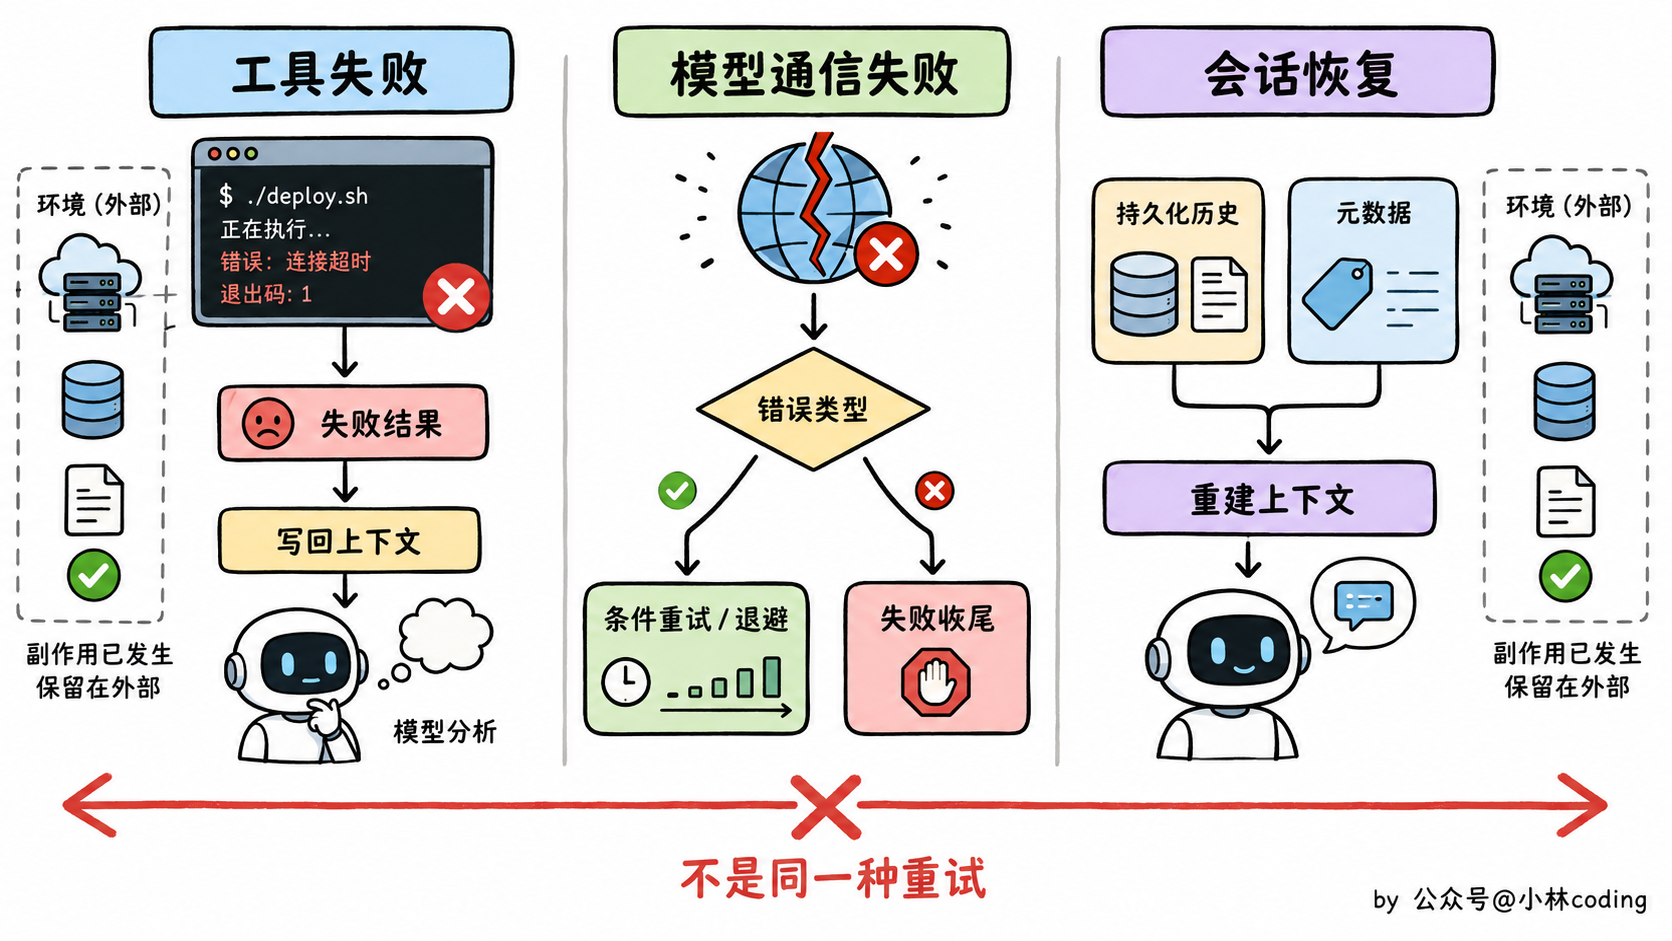 工具失败
环境 (外部)
$ ./deploy.sh
正在执行...
错误: 连接超时
退出码: 1
失败结果
写回上下文
模型分析
副作用已发生
保留在外部
模型通信失败
错误类型
条件重试 / 退避
失败收尾
会话恢复
持久化历史
元数据
重建上下文
环境 (外部)
副作用已发生
保留在外部
不是同一种重试
by 公众号@小林coding